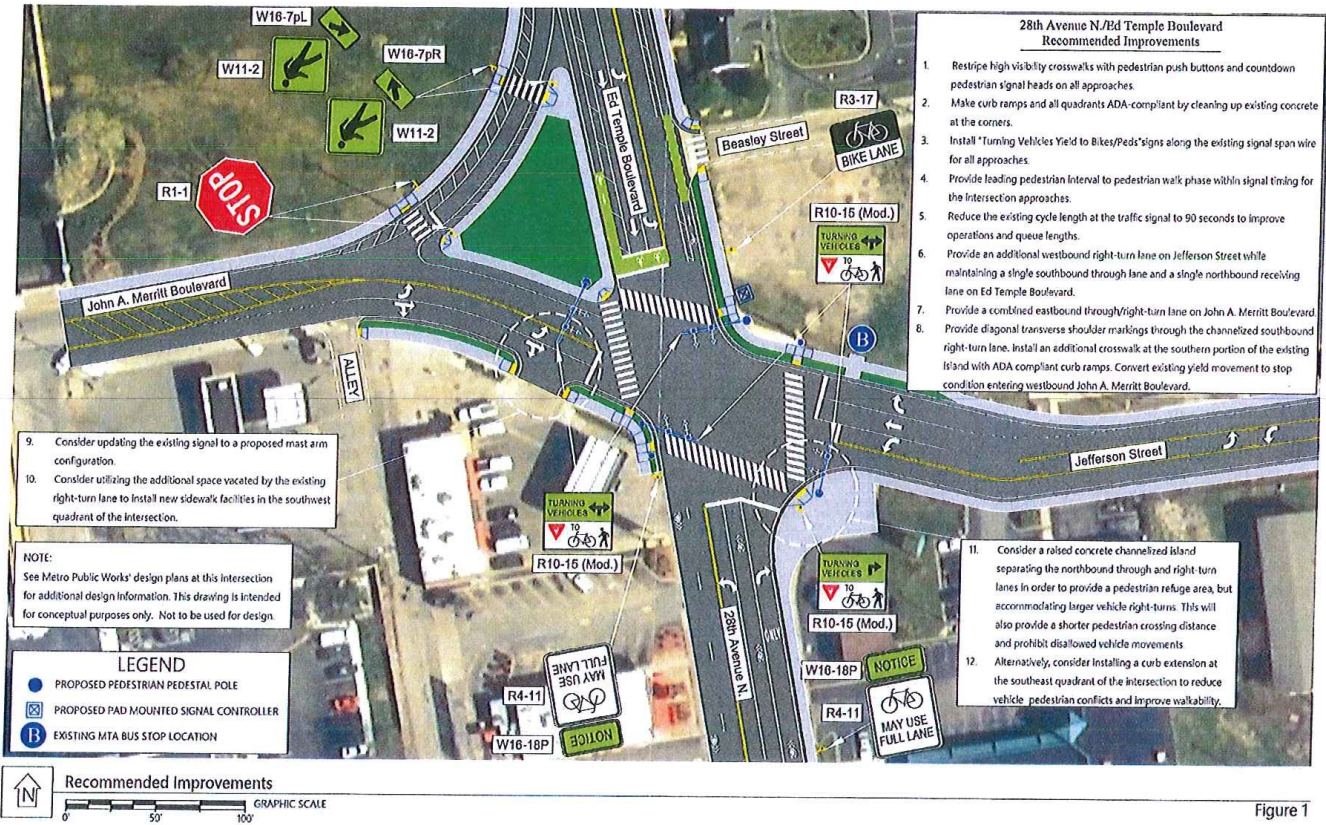 28th Avenue N./Ed Temple Boulevard
Recommended Improvements
1. Restripe high visibility crosswalks with pedestrian push buttons and countdown
pedestrian signal heads on all approaches.
2. Make curb ramps and all quadrants ADA-compliant by cleaning up existing concrete
at the corners.
3. Install "Turning Vehicles Yield to Bikes/Peds"signs along the existing signal span wire
for all approaches.
4. Provide leading pedestrian interval to pedestrian walk phase within signal timing for
the intersection approaches.
5. Reduce the existing cycle length at the traffic signal to 90 seconds to improve
operations and queue lengths.
6. Provide an additional westbound right-turn lane on Jefferson Street while
maintaining a single southbound through lane and a single northbound receiving
lane on Ed Temple Boulevard.
7. Provide a combined eastbound through/right-turn lane on John A. Merritt Boulevard.
8. Provide diagonal transverse shoulder markings through the channelized southbound
right-turn lane. Install an additional crosswalk at the southern portion of the existing
island with ADA compliant curb ramps. Convert existing yield movement to stop
condition entering westbound John A. Merritt Boulevard.
W16-7pL
W11-2
W16-7pR
W11-2
R1-1
STOP
Ed Temple Boulevard
Beasley Street
R3-17
BIKE LANE
R10-15 (Mod.)
TURNING
VEHICLES
TO
John A. Merritt Boulevard
ALLEY
B
Jefferson Street
9. Consider updating the existing signal to a proposed mast arm
configuration.
10. Consider utilizing the additional space vacated by the existing
right-turn lane to install new sidewalk facilities in the southwest
quadrant of the intersection.
TURNING
VEHICLES
TO
R10-15 (Mod.)
NOTE:
See Metro Public Works' design plans at this intersection
for additional design information. This drawing is intended
for conceptual purposes only. Not to be used for design.
TURNING
VEHICLES
TO
R10-15 (Mod.)
11. Consider a raised concrete channelized island
separating the northbound through and right-turn
lanes in order to provide a pedestrian refuge area, but
accommodating larger vehicle right-turns. This will
also provide a shorter pedestrian crossing distance
and prohibit disallowed vehicle movements
12. Alternatively, consider installing a curb extension at
the southeast quadrant of the intersection to reduce
vehicle pedestrian conflicts and improve walkability.
28th Avenue N.
LEGEND
PROPOSED PEDESTRIAN PEDESTAL POLE
PROPOSED PAD MOUNTED SIGNAL CONTROLLER
B EXISTING MTA BUS STOP LOCATION
R4-11
MAY USE
FULL LANE
W16-18P
NOTICE
W16-18P
NOTICE
R4-11
MAY USE
FULL LANE
N
Recommended Improvements
GRAPHIC SCALE
0' 50' 100'
Figure 1